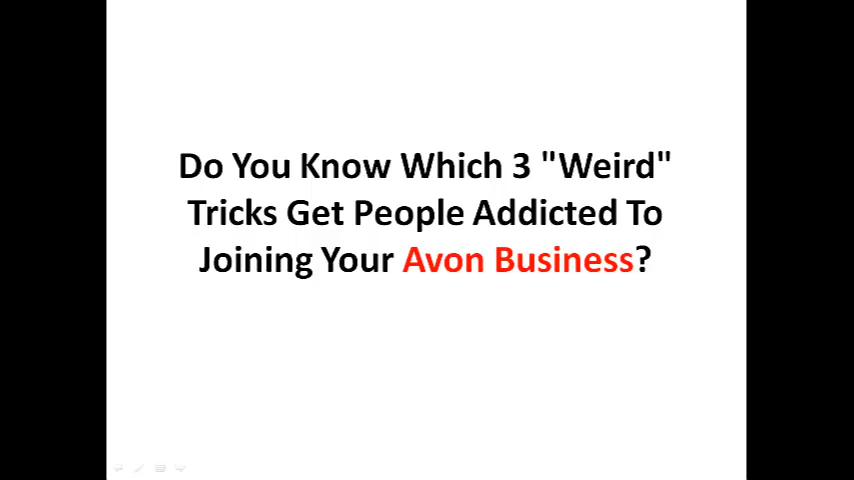 Do You Know Which 3 "Weird"
Tricks Get People Addicted To
Joining Your Avon Business?